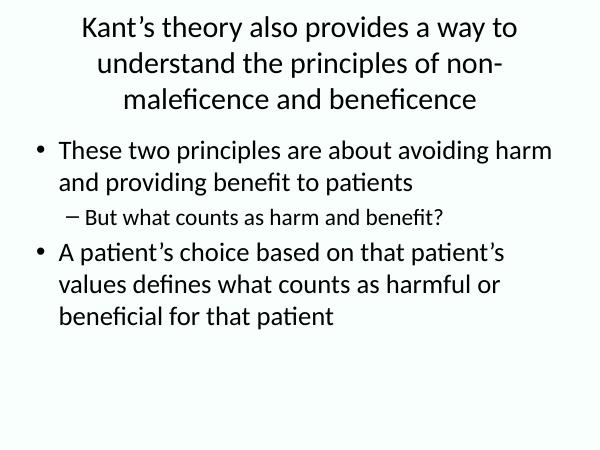 Kant’s theory also provides a way to
understand the principles of non-
maleficence and beneficence
• These two principles are about avoiding harm
and providing benefit to patients
– But what counts as harm and benefit?
• A patient’s choice based on that patient’s
values defines what counts as harmful or
beneficial for that patient